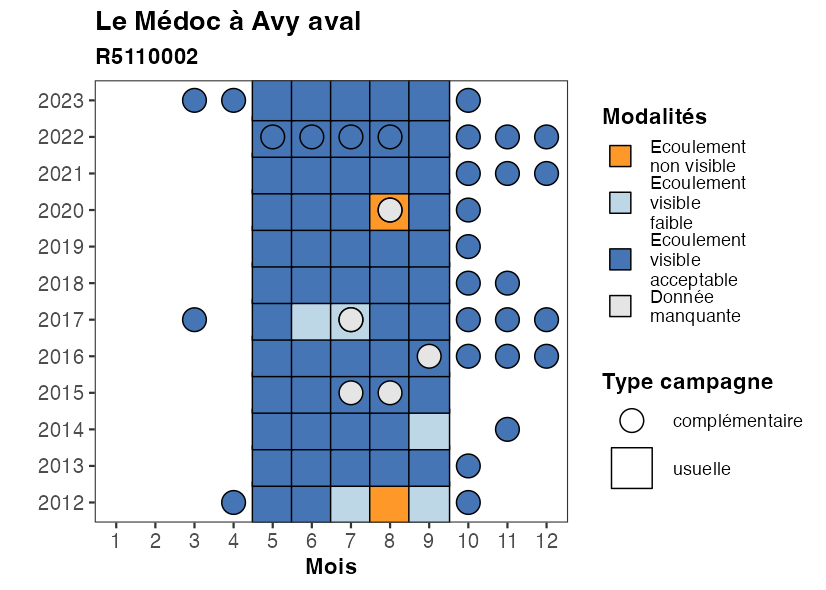 Le Médoc à Avy aval
R5110002
2023
2022
2021
2020
2019
2018
2017
2016
2015
2014
2013
2012
1 2 3 4 5 6 7 8 9 10 11 12
Mois
Modalités
Ecoulement
non visible
Ecoulement
visible
faible
Ecoulement
visible
acceptable
Donnée
manquante
Type campagne
complémentaire
usuelle